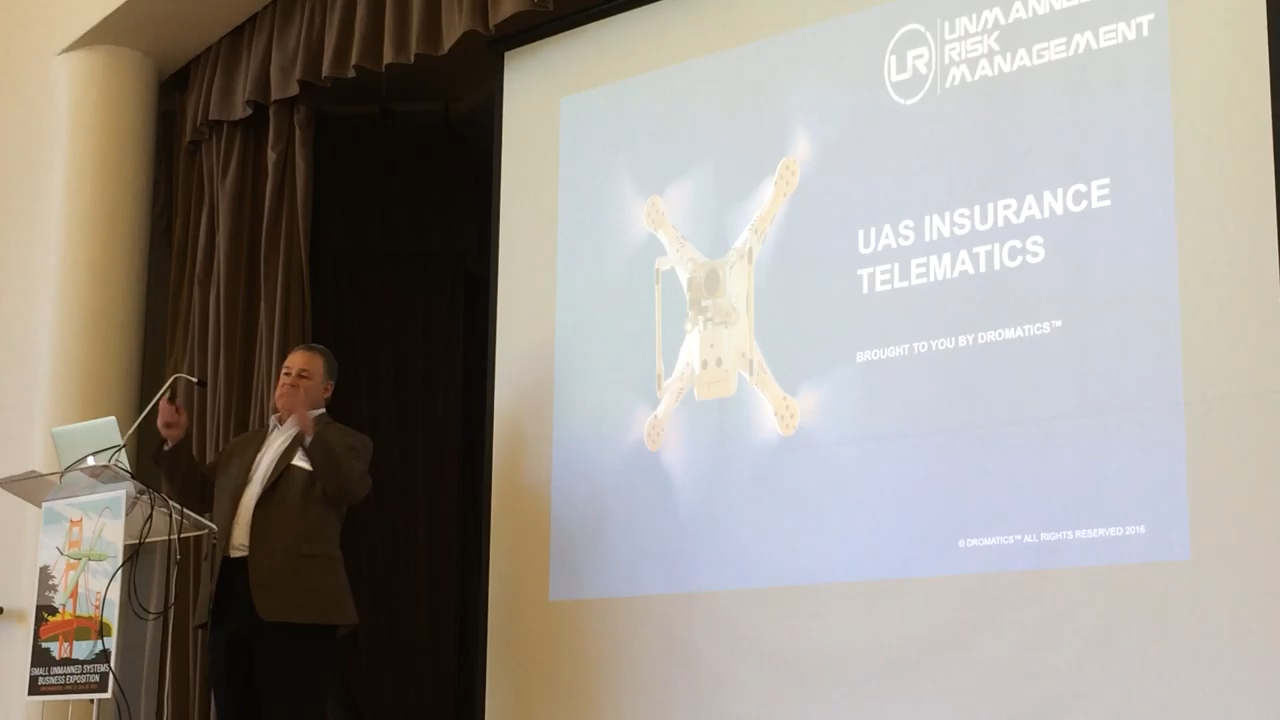 UR
UNMANNED
RISK
MANAGEMENT
UAS INSURANCE
TELEMATICS
BROUGHT TO YOU BY DROMATICS™
© DROMATICS™ ALL RIGHTS RESERVED 2016
SMALL UNMANNED SYSTEMS
BUSINESS EXPOSITION